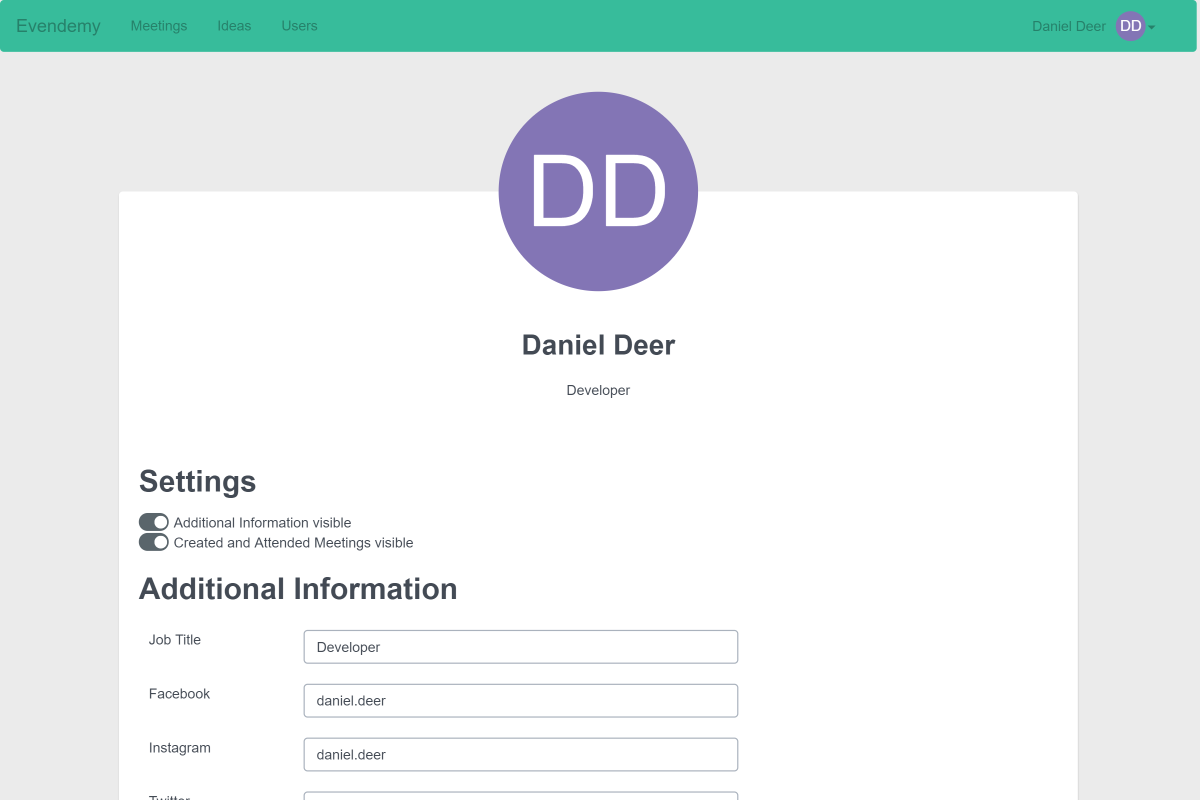 Evendemy Meetings Ideas Users Daniel Deer DD
DD
Daniel Deer
Developer
Settings
Additional Information visible
Created and Attended Meetings visible
Additional Information
Job Title Developer
Facebook daniel.deer
Instagram daniel.deer
Twitter